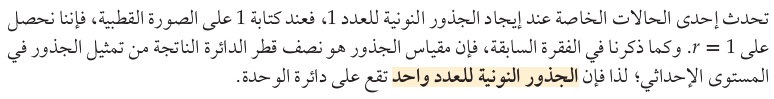 تحدث إحدى الحالات الخاصة عند إيجاد الجذور النونية للعدد 1، فعند كتابة 1 على الصورة القطبية، فإننا نحصل
على r = 1. وكما ذكرنا في الفقرة السابقة، فإن مقياس الجذور هو نصف قطر الدائرة الناتجة من تمثيل الجذور في
المستوى الإحداثي؛ لذا فإن الجذور النونية للعدد واحد تقع على دائرة الوحدة.